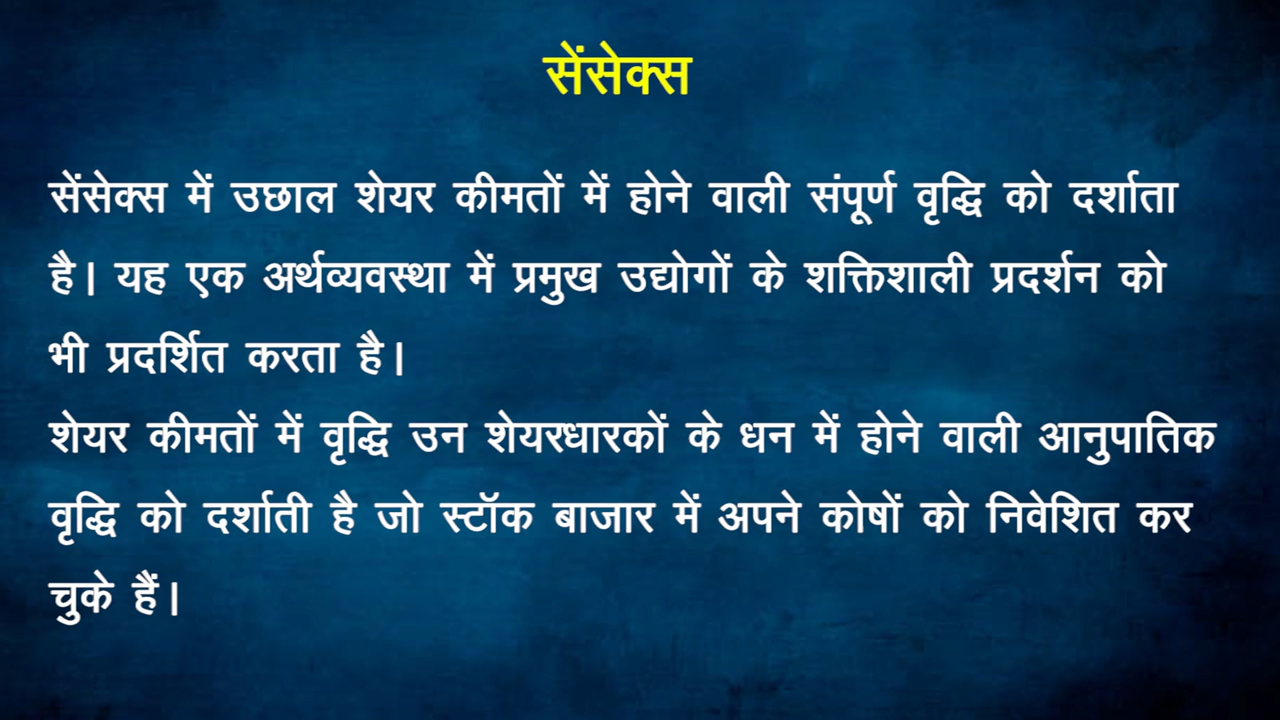 सेंसेक्स
सेंसेक्स में उछाल शेयर कीमतों में होने वाली संपूर्ण वृद्धि को दर्शाता
है। यह एक अर्थव्यवस्था में प्रमुख उद्योगों के शक्तिशाली प्रदर्शन को
भी प्रदर्शित करता है।
शेयर कीमतों में वृद्धि उन शेयरधारकों के धन में होने वाली आनुपातिक
वृद्धि को दर्शाती है जो स्टॉक बाजार में अपने कोषों को निवेशित कर
चुके हैं।